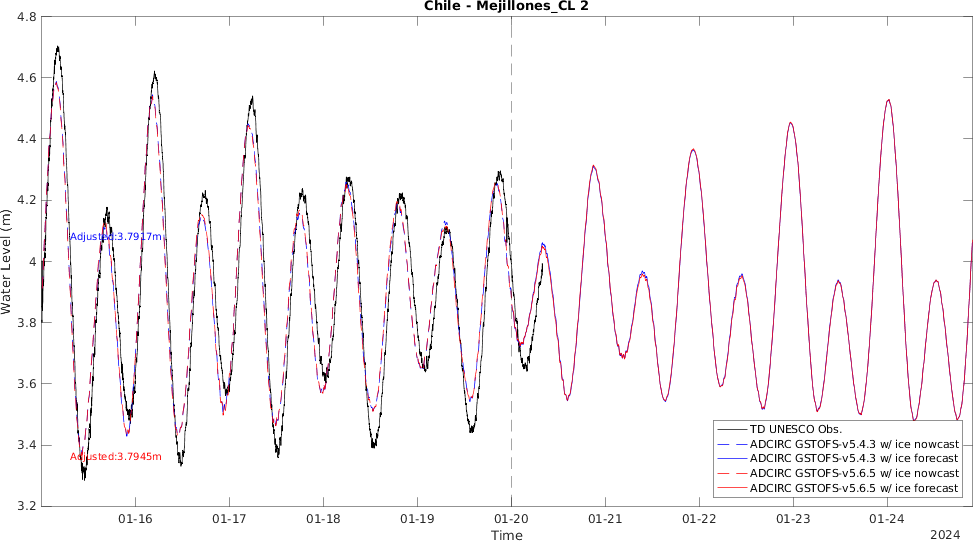 Chile - Mejillones_CL 2
4.8
4.6
4.4
4.2
4
3.8
3.6
3.4
3.2
Water Level (m)
Adjusted:3.7917m
Adjusted:3.7945m
TD UNESCO Obs.
ADCIRC GSTOFS-v5.4.3 w/ ice nowcast
ADCIRC GSTOFS-v5.4.3 w/ ice forecast
ADCIRC GSTOFS-v5.6.5 w/ ice nowcast
ADCIRC GSTOFS-v5.6.5 w/ ice forecast
01-16 01-17 01-18 01-19 01-20 01-21 01-22 01-23 01-24
Time
2024